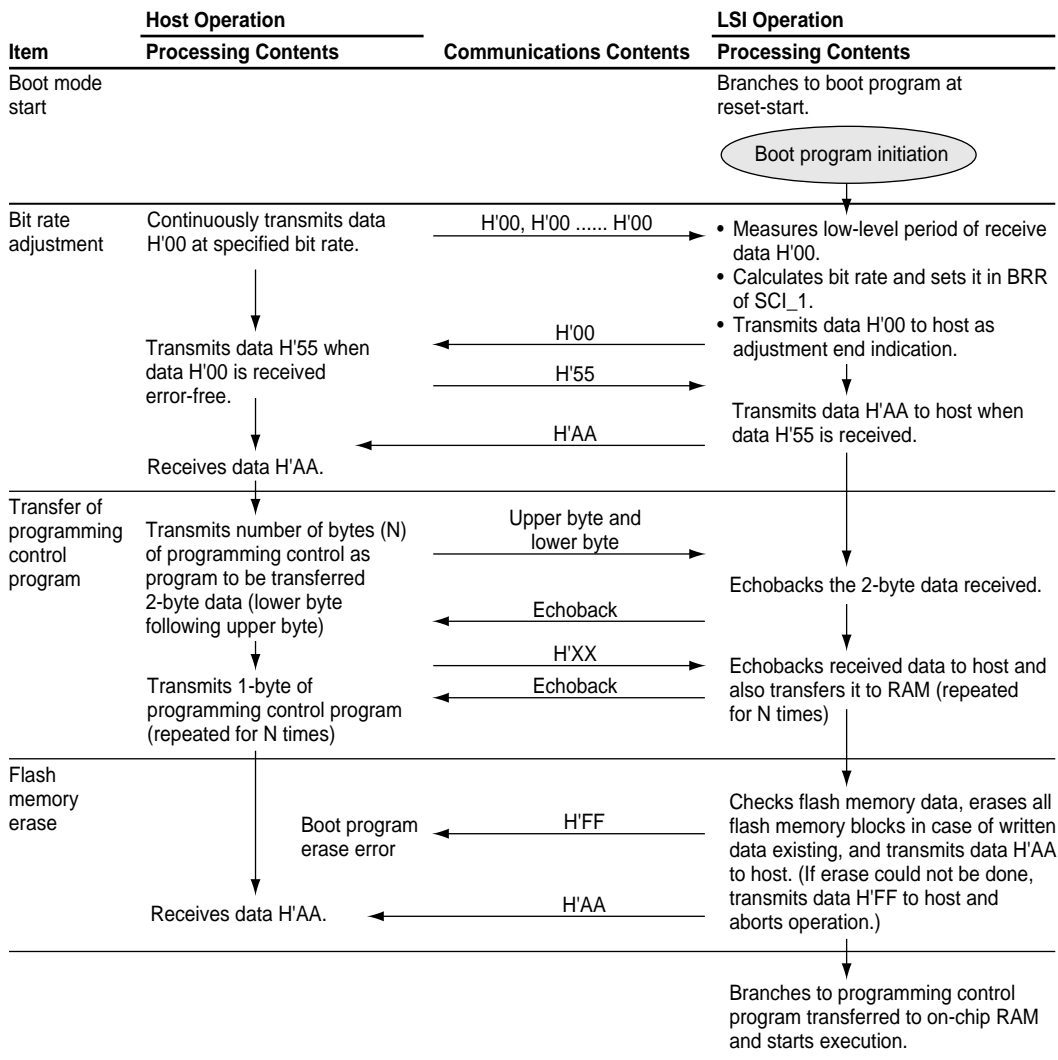 Host Operation
LSI Operation
Item
Processing Contents
Communications Contents
Processing Contents
Boot mode
start
Branches to boot program at
reset-start.
Boot program initiation
Bit rate
adjustment
Continuously transmits data
H'00 at specified bit rate.
H'00, H'00 ...... H'00
• Measures low-level period of receive
data H'00.
• Calculates bit rate and sets it in BRR
of SCI_1.
• Transmits data H'00 to host as
adjustment end indication.
H'00
Transmits data H'55 when
data H'00 is received
error-free.
H'55
Transmits data H'AA to host when
data H'55 is received.
H'AA
Receives data H'AA.
Transfer of
programming
control
program
Transmits number of bytes (N)
of programming control as
program to be transferred
2-byte data (lower byte
following upper byte)
Upper byte and
lower byte
Echobacks the 2-byte data received.
Echoback
H'XX
Echobacks received data to host and
also transfers it to RAM (repeated
for N times)
Echoback
Transmits 1-byte of
programming control program
(repeated for N times)
Flash
memory
erase
Boot program
erase error
H'FF
Checks flash memory data, erases all
flash memory blocks in case of written
data existing, and transmits data H'AA
to host. (If erase could not be done,
transmits data H'FF to host and
aborts operation.)
Receives data H'AA.
H'AA
Branches to programming control
program transferred to on-chip RAM
and starts execution.